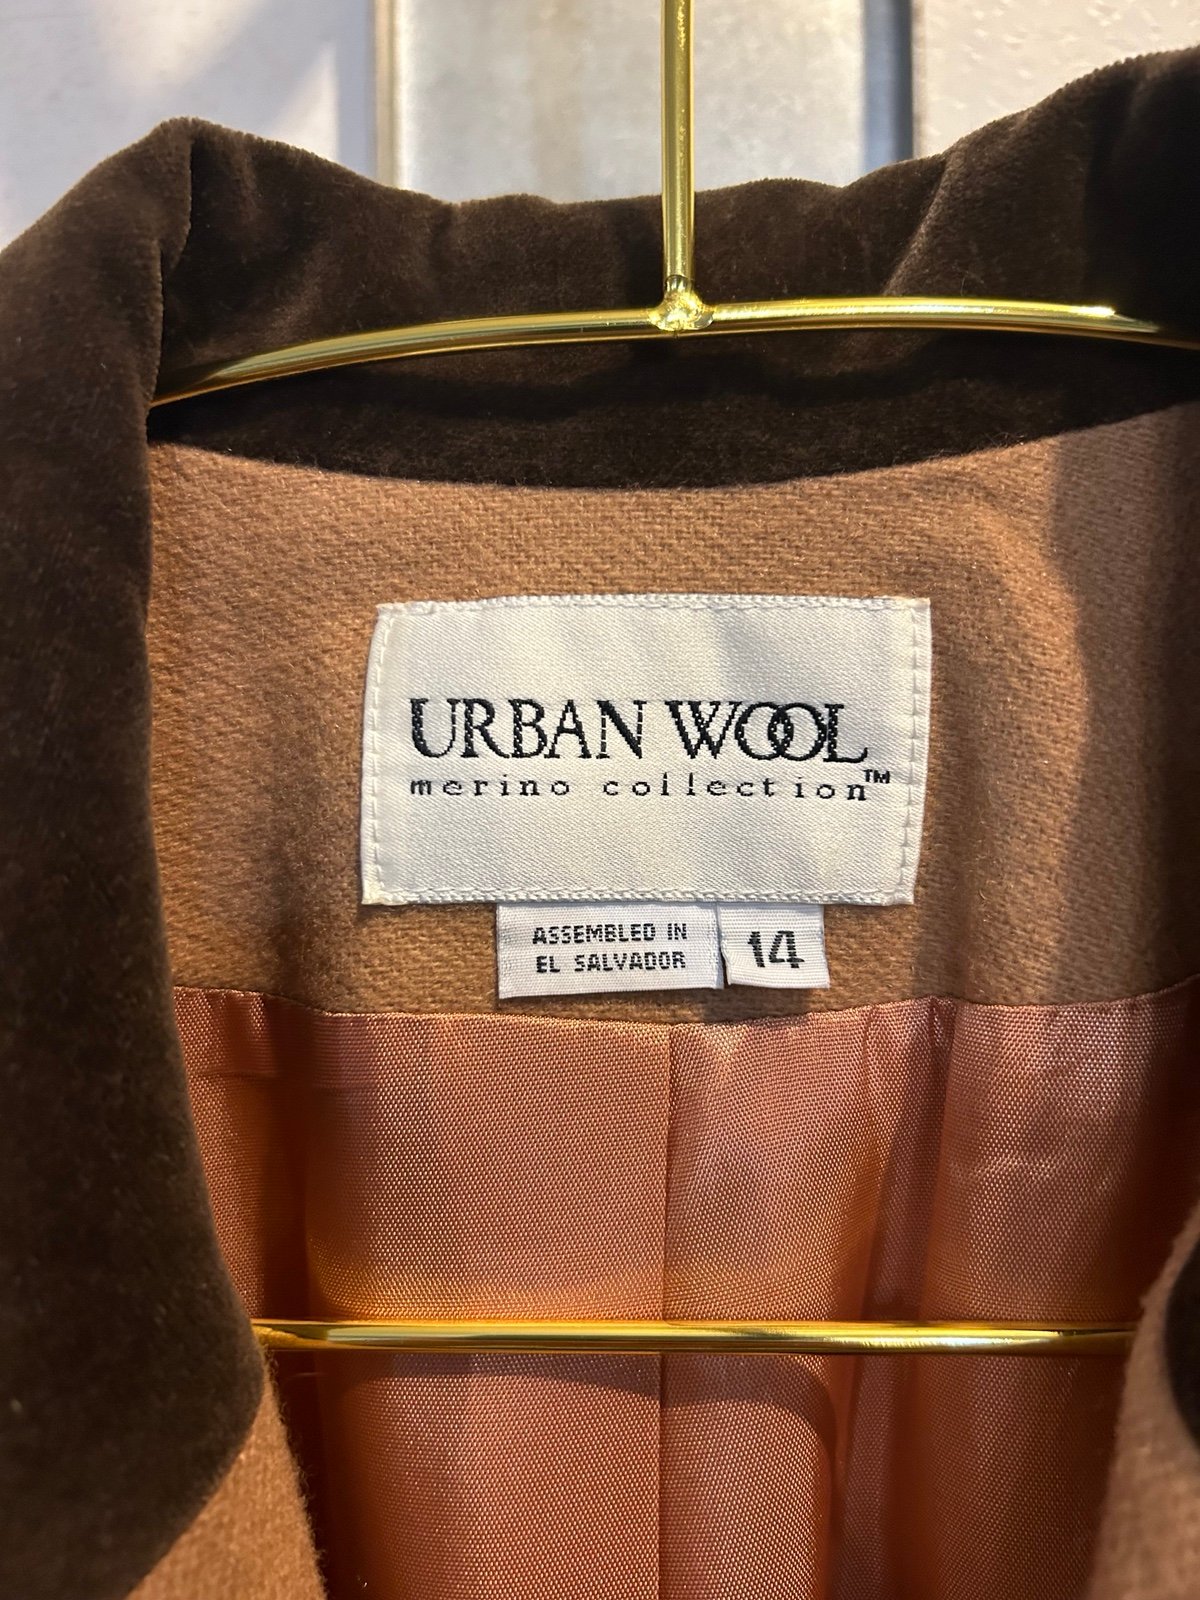 URBAN WOOL
merino collection™
ASSEMBLED IN
EL SALVADOR
14